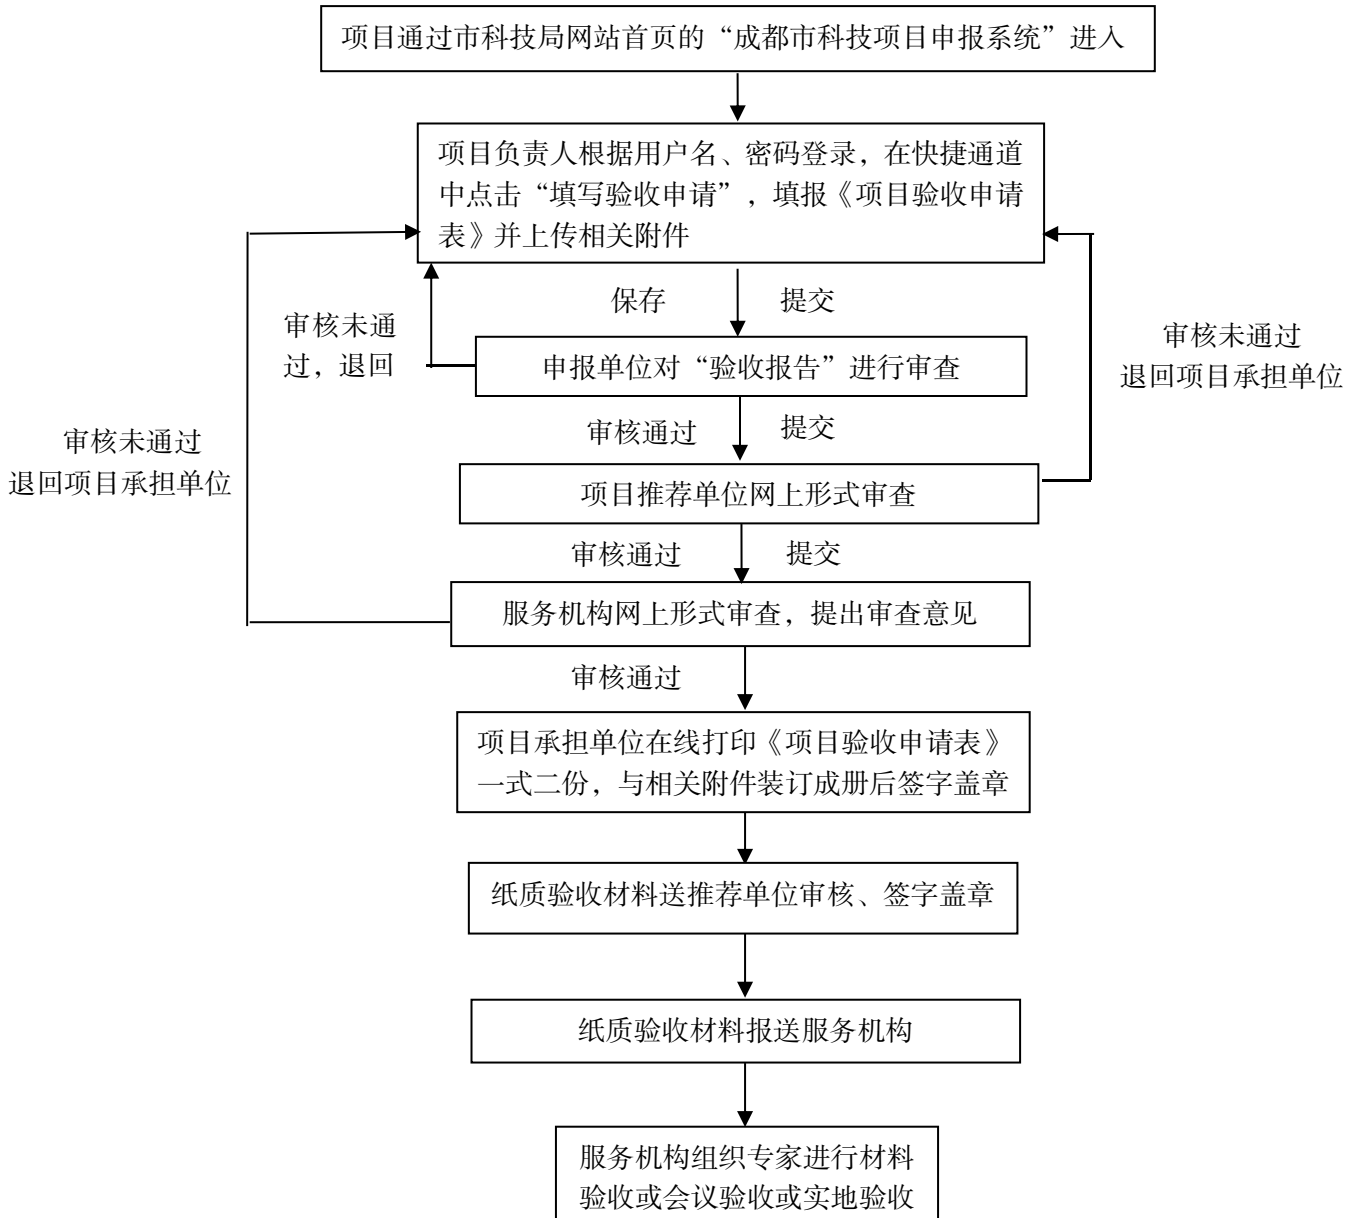 项目通过市科技局网站首页的“成都市科技项目申报系统”进入
项目负责人根据用户名、密码登录，在快捷通道
中点击“填写验收申请”，填报《项目验收申请
表》并上传相关附件
保存
提交
审核未通
过，退回
审核未通过
退回项目承担单位
申报单位对“验收报告”进行审查
审核通过
提交
审核未通过
退回项目承担单位
项目推荐单位网上形式审查
审核通过
提交
服务机构网上形式审查，提出审查意见
审核通过
项目承担单位在线打印《项目验收申请表》
一式二份，与相关附件装订成册后签字盖章
纸质验收材料送推荐单位审核、签字盖章
纸质验收材料报送服务机构
服务机构组织专家进行材料
验收或会议验收或实地验收